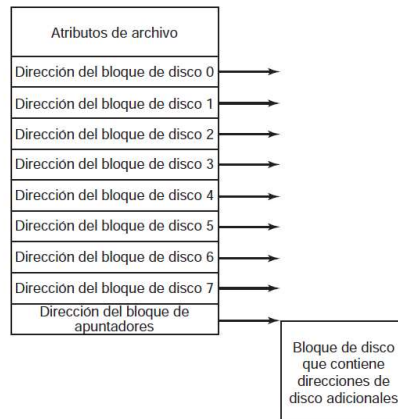 Atributos de archivo
Dirección del bloque de disco 0
Dirección del bloque de disco 1
Dirección del bloque de disco 2
Dirección del bloque de disco 3
Dirección del bloque de disco 4
Dirección del bloque de disco 5
Dirección del bloque de disco 6
Dirección del bloque de disco 7
Dirección del bloque de
apuntadores
Bloque de disco
que contiene
direcciones de
disco adicionales